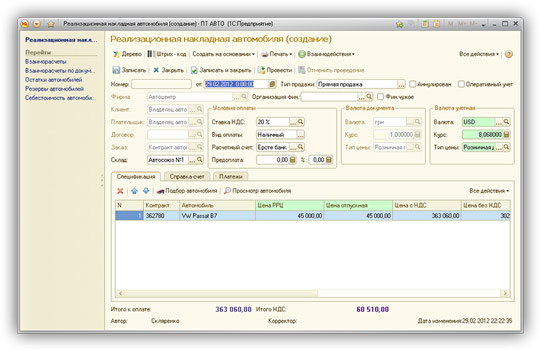 Реализационная накладная автомобиля (создание) - ПТ АВТО (1С:Предприятие)
M M+ M-
Реализационная накл...
Перейти
Взаиморасчеты
Взаиморасчеты по докум...
Остатки автомобилей
Резервы автомобилей
Себестоимость автомоби...
Реализационная накладная автомобиля (создание)
Дерево Штрих - код Создать на основании Печать Взаимодействия Все действия
Записать Закрыть Записать и закрыть Провести Отменить проведение
Номер: от: 29.02.2012 0:00:00 Тип продажи: Прямая продажа Аннулирован Оперативный учет
Фирма: Автоцентр Организация фин.: Фин.чужое
Клиент: Владелец авто
Плательщик: Владелец авто
Договор:
Заказ: Контракт автом
Склад: Автосоюз №1
Условия оплаты
Ставка НДС: 20 %
Вид оплаты: Наличный
Расчетный счет: Ерсте банк
Предоплата: 0,00 %: 0,00
Валюта документа
Валюта: грн
Курс: 1,000000
Тип цены: Розничная г
Валюта учетная
Валюта: USD
Курс: 8,068000
Тип цены: Розничная г
Спецификация Справка-счет Платежи
Подбор автомобиля Просмотр автомобиля Все действия
N Контракт Автомобиль Цена РРЦ Цена отпускная Цена с НДС Цена без НДС
1 362780 VW Passat B7 45 000,00 45 000,00 363 060,00 302
Итого к оплате: 363 060,00 Итого НДС: 60 510,00
Автор: Скляренко Корректор: Дата изменения: 29.02.2012 22:22:35